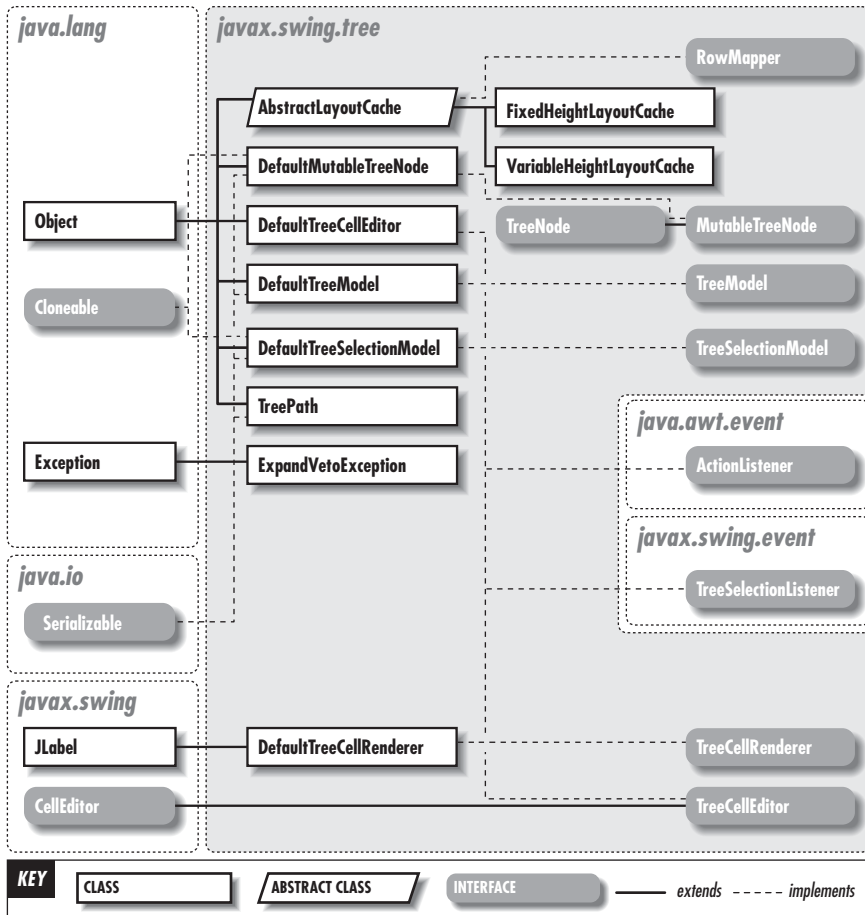 java.lang
javax.swing.tree
RowMapper
AbstractLayoutCache
FixedHeightLayoutCache
DefaultMutableTreeNode
VariableHeightLayoutCache
Object
DefaultTreeCellEditor
TreeNode
MutableTreeNode
Cloneable
DefaultTreeModel
TreeModel
DefaultTreeSelectionModel
TreeSelectionModel
TreePath
java.awt.event
Exception
ExpandVetoException
ActionListener
javax.swing.event
java.io
TreeSelectionListener
Serializable
javax.swing
JLabel
DefaultTreeCellRenderer
TreeCellRenderer
CellEditor
TreeCellEditor
KEY
CLASS
ABSTRACT CLASS
INTERFACE
extends
implements